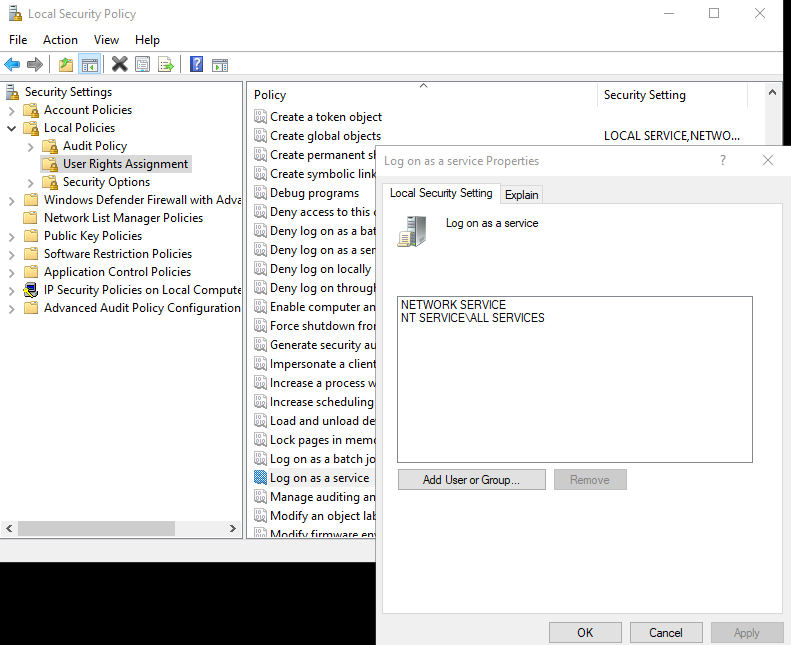 Local Security Policy
File Action View Help
Security Settings
Account Policies
Local Policies
Audit Policy
User Rights Assignment
Security Options
Windows Defender Firewall with Adva
Network List Manager Policies
Public Key Policies
Software Restriction Policies
Application Control Policies
IP Security Policies on Local Compute
Advanced Audit Policy Configuration
Policy Security Setting
Create a token object
Create global objects LOCAL SERVICE,NETWO...
Create permanent sh
Create symbolic link
Debug programs
Deny access to this c
Deny log on as a bat
Deny log on as a ser
Deny log on locally
Deny log on through
Enable computer an
Force shutdown from
Generate security au
Impersonate a client
Increase a process w
Increase scheduling
Load and unload de
Lock pages in memo
Log on as a batch jo
Log on as a service
Manage auditing an
Modify an object lab
Modify firmware env
Log on as a service Properties
?
Local Security Setting Explain
Log on as a service
NETWORK SERVICE
NT SERVICE\ALL SERVICES
Add User or Group... Remove
OK Cancel Apply